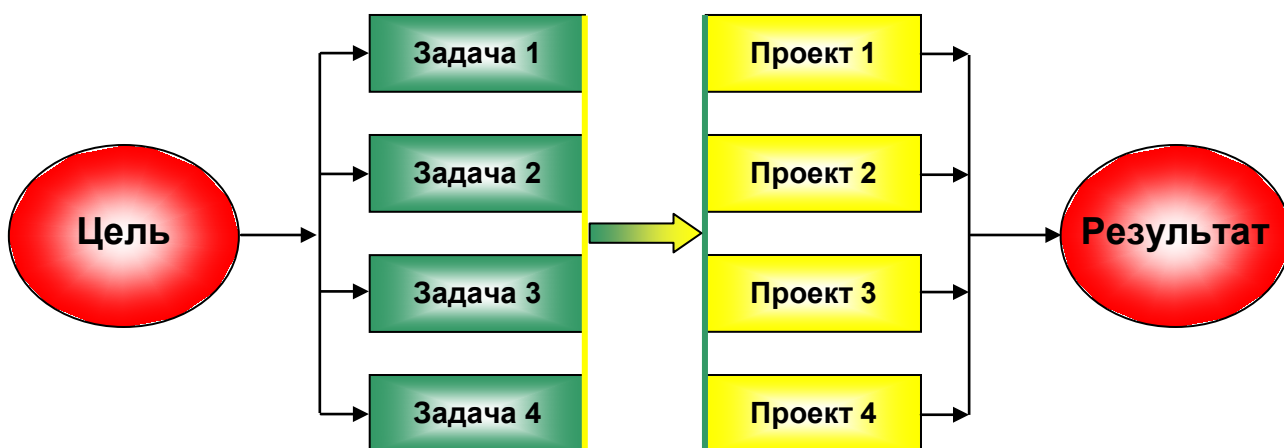 Задача 1
Проект 1
Задача 2
Проект 2
Цель
Результат
Задача 3
Проект 3
Задача 4
Проект 4